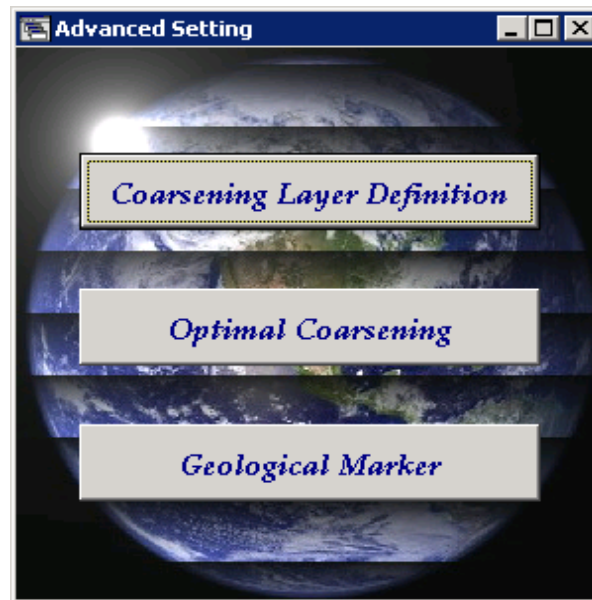 Advanced Setting
Coarsening Layer Definition
Optimal Coarsening
Geological Marker